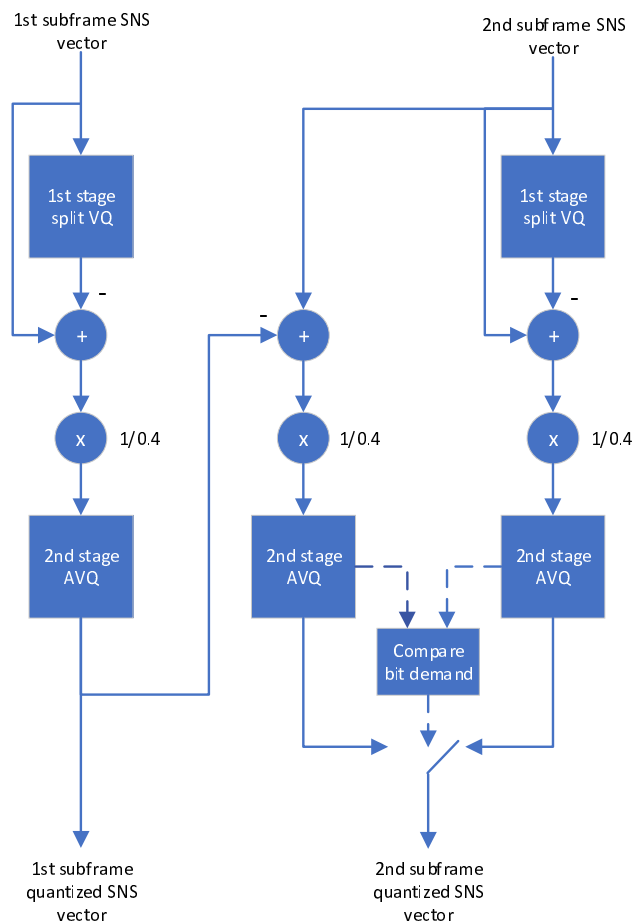 1st subframe SNS
vector
2nd subframe SNS
vector
1st stage
split VQ
1st stage
split VQ
-
-
-
+
+
+
x
1/0.4
x
1/0.4
x
1/0.4
2nd stage
AVQ
2nd stage
AVQ
2nd stage
AVQ
Compare
bit demand
1st subframe
quantized SNS
vector
2nd subframe
quantized SNS
vector